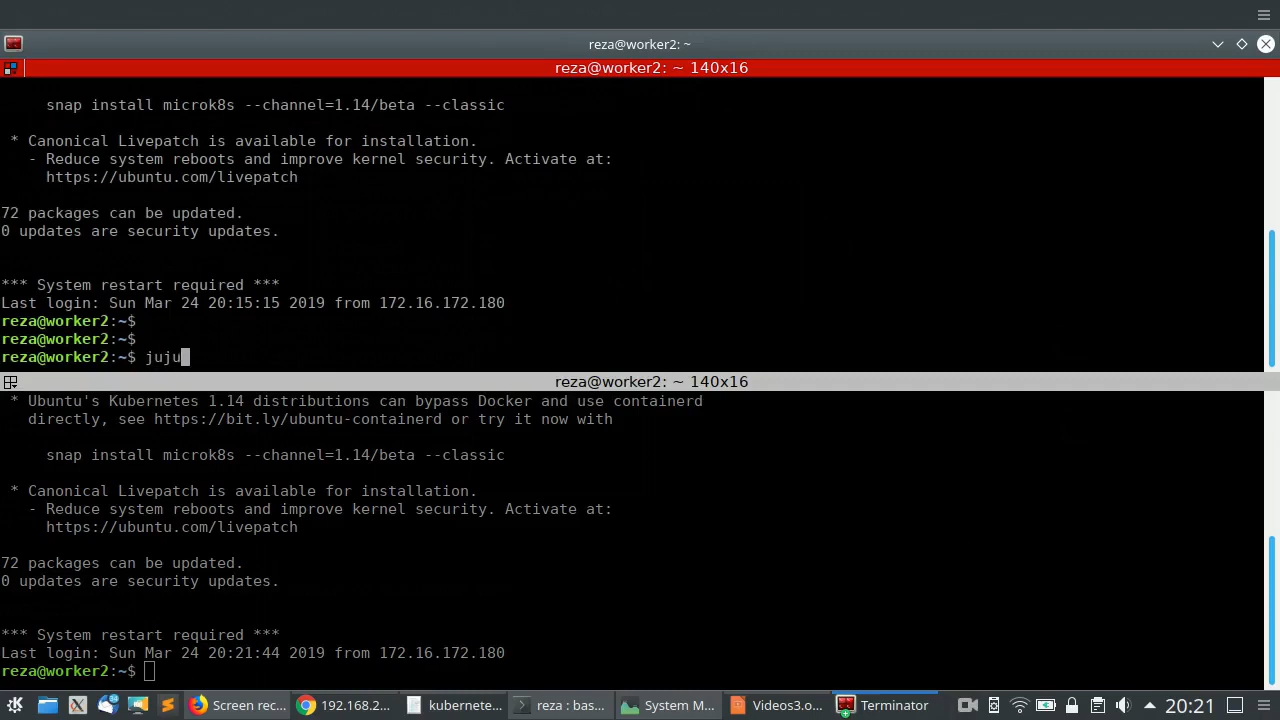 reza@worker2: ~
reza@worker2: ~ 140x16
snap install microk8s --channel=1.14/beta --classic
* Canonical Livepatch is available for installation.
- Reduce system reboots and improve kernel security. Activate at:
https://ubuntu.com/livepatch
72 packages can be updated.
0 updates are security updates.
*** System restart required ***
Last login: Sun Mar 24 20:15:15 2019 from 172.16.172.180
reza@worker2:~$
reza@worker2:~$
reza@worker2:~$ juju
reza@worker2: ~ 140x16
* Ubuntu's Kubernetes 1.14 distributions can bypass Docker and use containerd
directly, see https://bit.ly/ubuntu-containerd or try it now with
snap install microk8s --channel=1.14/beta --classic
* Canonical Livepatch is available for installation.
- Reduce system reboots and improve kernel security. Activate at:
https://ubuntu.com/livepatch
72 packages can be updated.
0 updates are security updates.
*** System restart required ***
Last login: Sun Mar 24 20:21:44 2019 from 172.16.172.180
reza@worker2:~$
Screen rec... 192.168.2... kubernete... reza : bas... System M... Videos3.o... Terminator 20:21